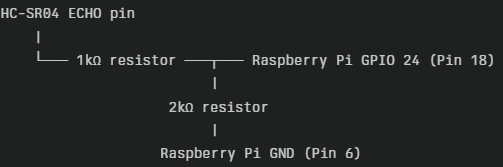 HC-SR04 ECHO pin
1kΩ resistor
Raspberry Pi GPIO 24 (Pin 18)
2kΩ resistor
Raspberry Pi GND (Pin 6)